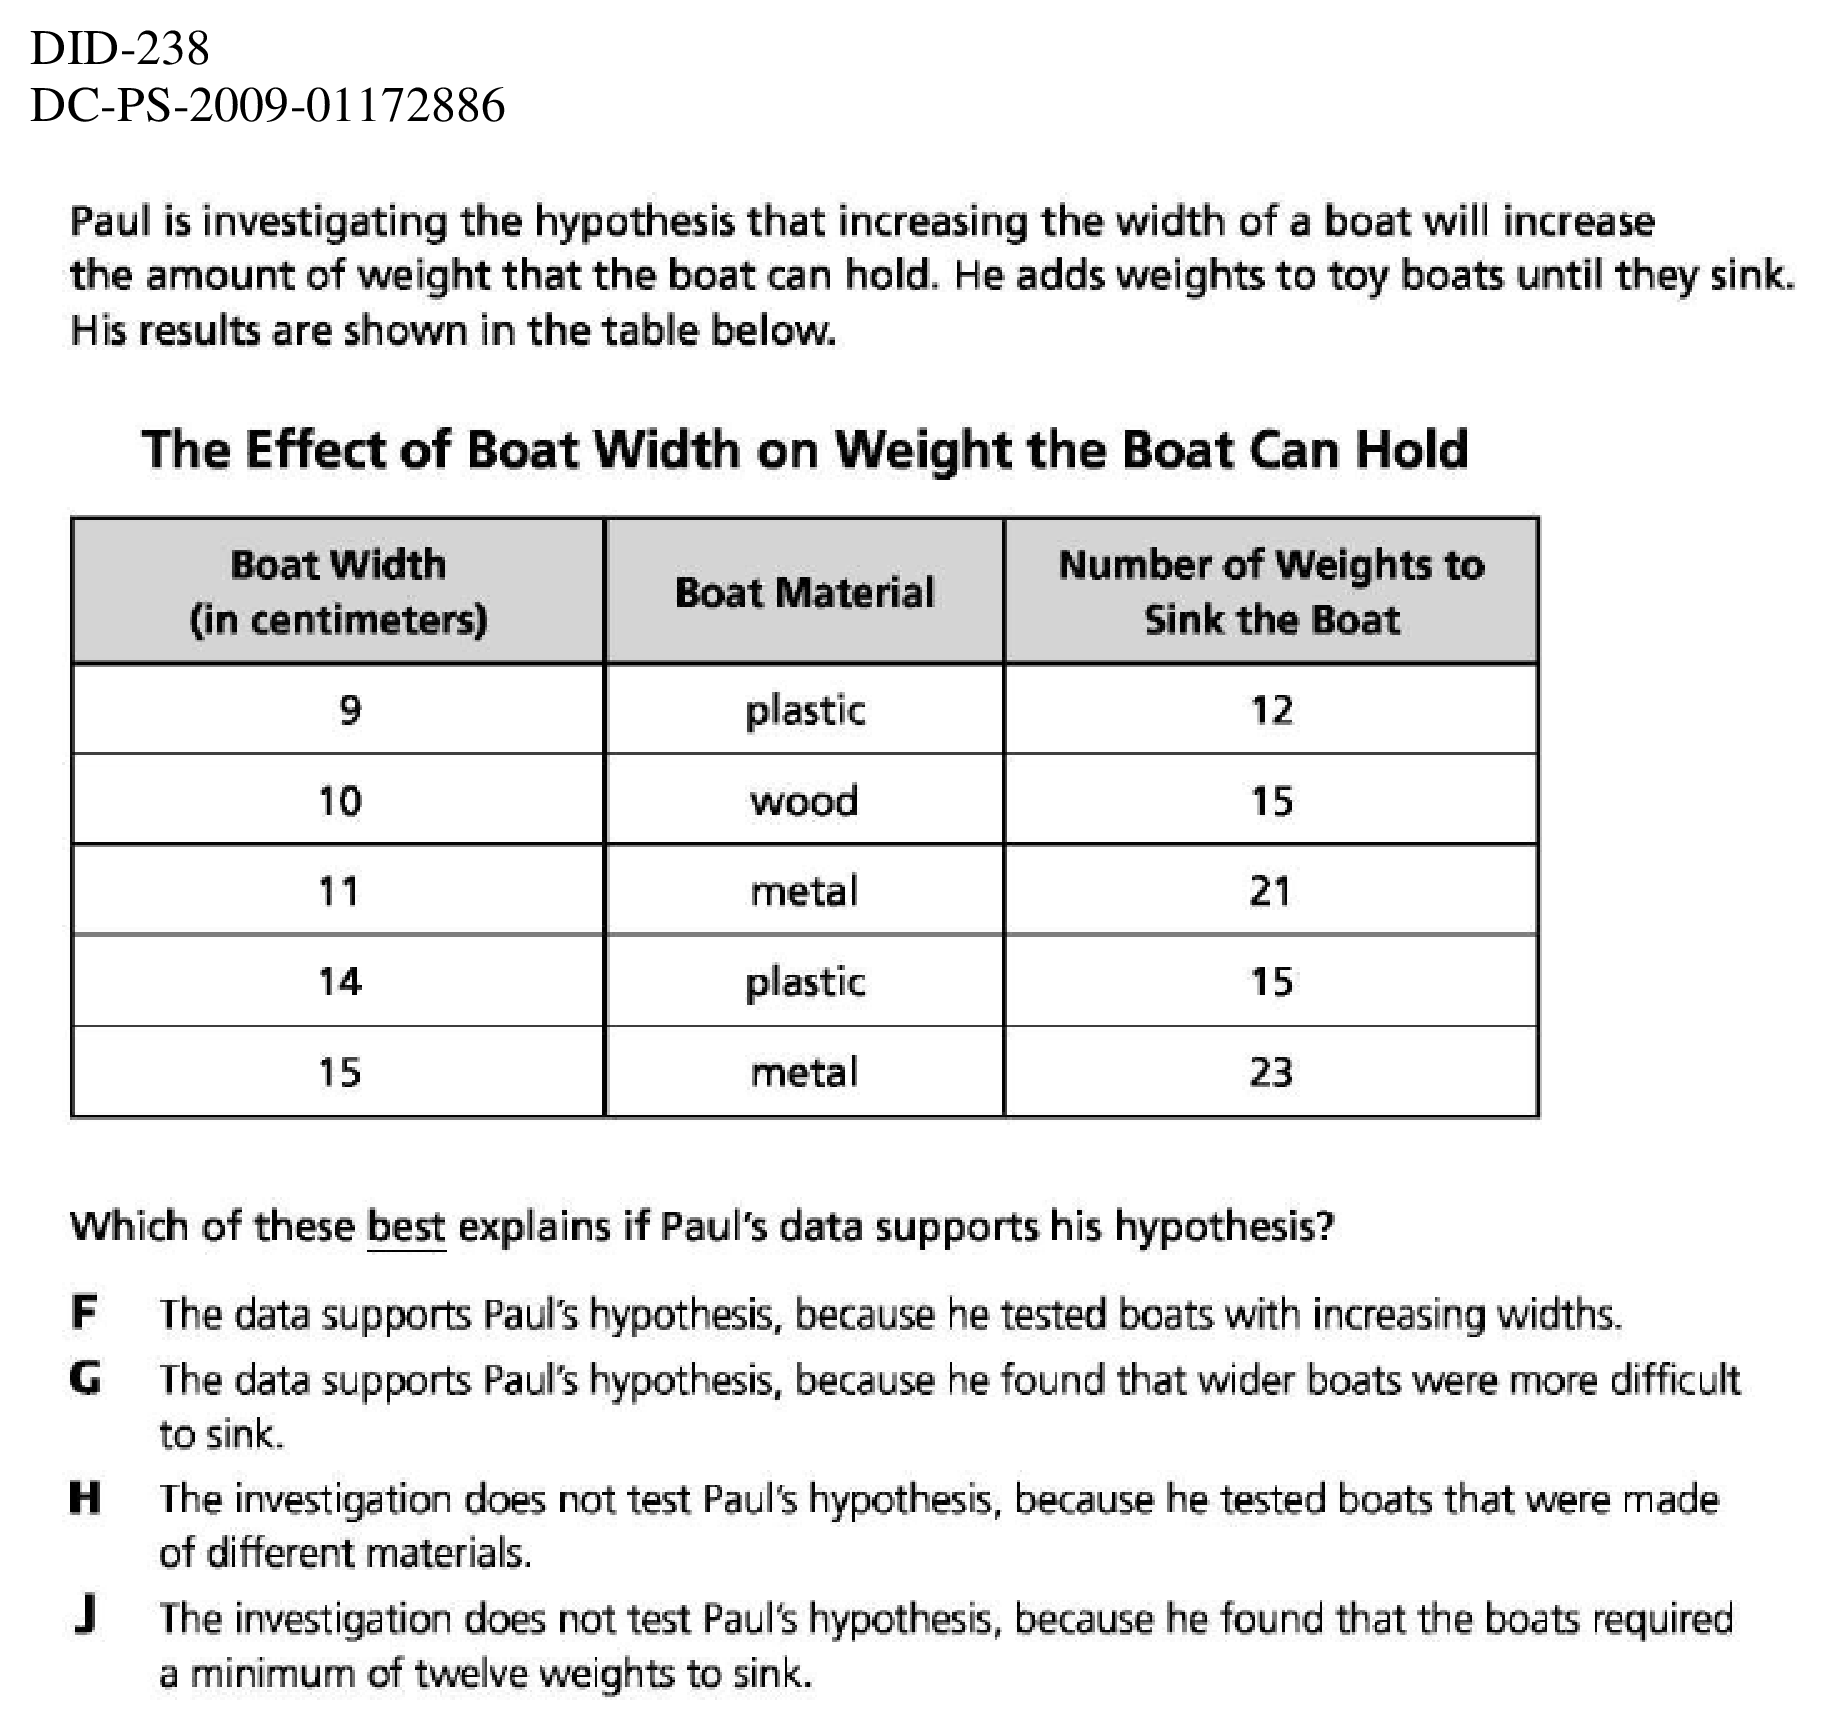 DID-238
DC-PS-2009-01172886
Paul is investigating the hypothesis that increasing the width of a boat will increase
the amount of weight that the boat can hold. He adds weights to toy boats until they sink.
His results are shown in the table below.
The Effect of Boat Width on Weight the Boat Can Hold
Boat Width (in centimeters) Boat Material Number of Weights to Sink the Boat
9 plastic 12
10 wood 15
11 metal 21
14 plastic 15
15 metal 23
Which of these best explains if Paul's data supports his hypothesis?
F The data supports Paul's hypothesis, because he tested boats with increasing widths.
G The data supports Paul's hypothesis, because he found that wider boats were more difficult
to sink.
H The investigation does not test Paul's hypothesis, because he tested boats that were made
of different materials.
J The investigation does not test Paul's hypothesis, because he found that the boats required
a minimum of twelve weights to sink.